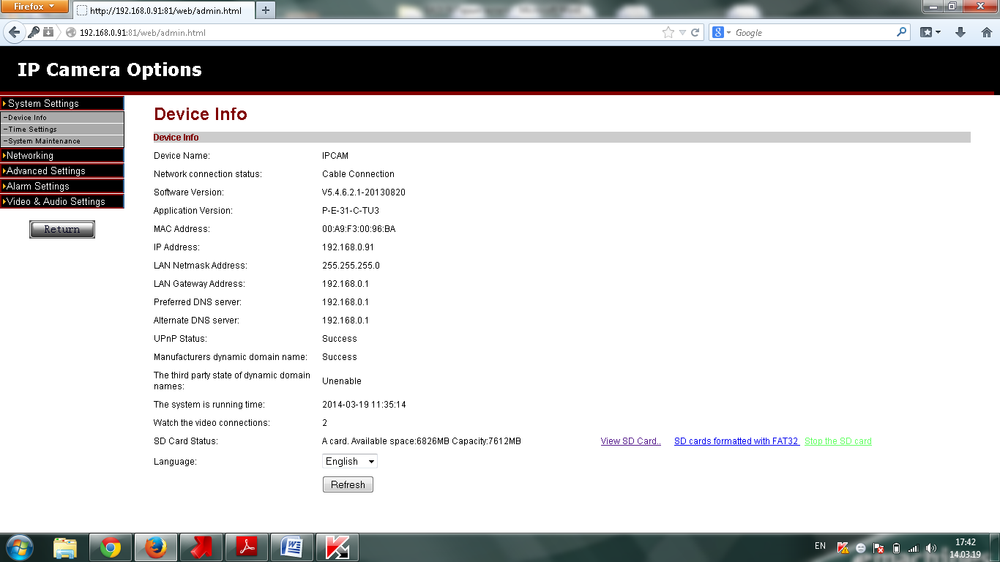 Firefox
http://192.168.0.91:81/web/admin.html
192.168.0.91:81/web/admin.html
Google
IP Camera Options
System Settings
Device Info
Time Settings
System Maintenance
Networking
Advanced Settings
Alarm Settings
Video & Audio Settings
Return
Device Info
Device Info
Device Name: IPCAM
Network connection status: Cable Connection
Software Version: V5.4.6.2.1-20130820
Application Version: P-E-31-C-TU3
MAC Address: 00:A9:F3:00:96:BA
IP Address: 192.168.0.91
LAN Netmask Address: 255.255.255.0
LAN Gateway Address: 192.168.0.1
Preferred DNS server: 192.168.0.1
Alternate DNS server: 192.168.0.1
UPnP Status: Success
Manufacturers dynamic domain name: Success
The third party state of dynamic domain
names: Unenable
The system is running time: 2014-03-19 11:35:14
Watch the video connections: 2
SD Card Status: A card. Available space:6826MB Capacity:7612MB View SD Card.. SD cards formatted with FAT32 Stop the SD card
Language: English
Refresh
EN
17:42
14.03.19